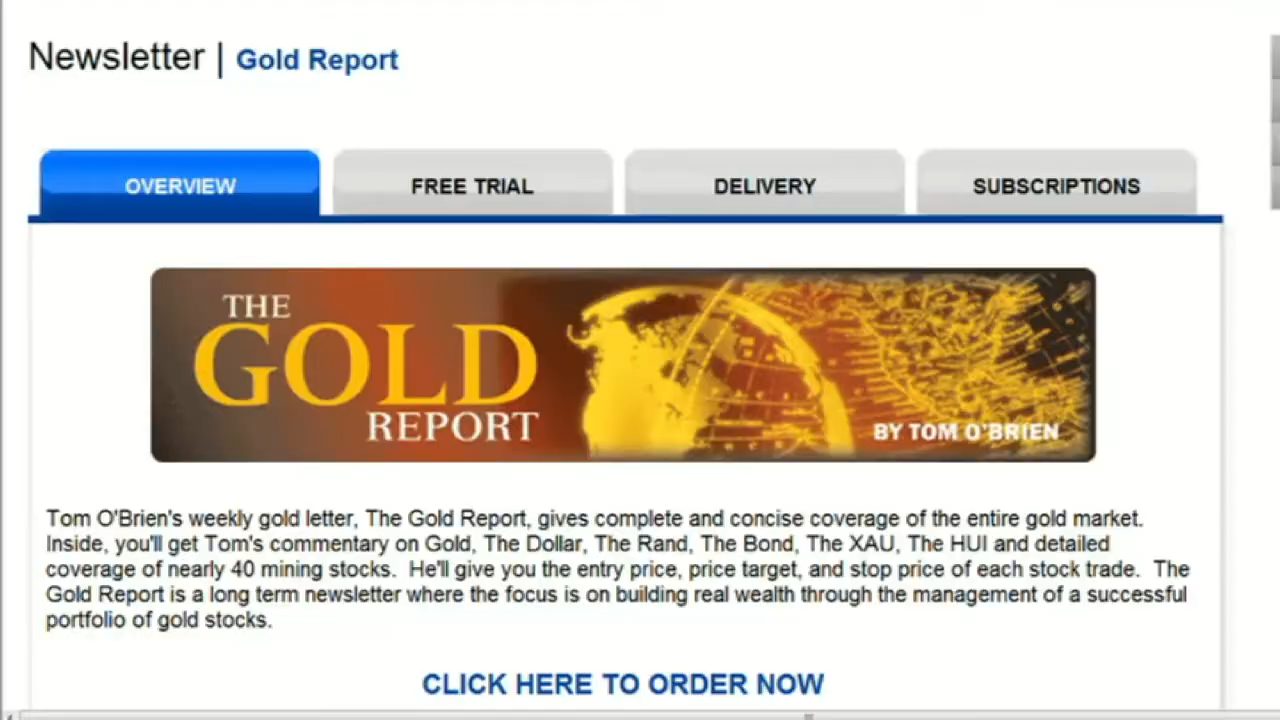 Newsletter | Gold Report
OVERVIEW
FREE TRIAL
DELIVERY
SUBSCRIPTIONS
THE
GOLD
REPORT
BY TOM O'BRIEN
Tom O'Brien's weekly gold letter, The Gold Report, gives complete and concise coverage of the entire gold market.
Inside, you'll get Tom's commentary on Gold, The Dollar, The Rand, The Bond, The XAU, The HUI and detailed
coverage of nearly 40 mining stocks.  He'll give you the entry price, price target, and stop price of each stock trade.  The
Gold Report is a long term newsletter where the focus is on building real wealth through the management of a successful
portfolio of gold stocks.
CLICK HERE TO ORDER NOW